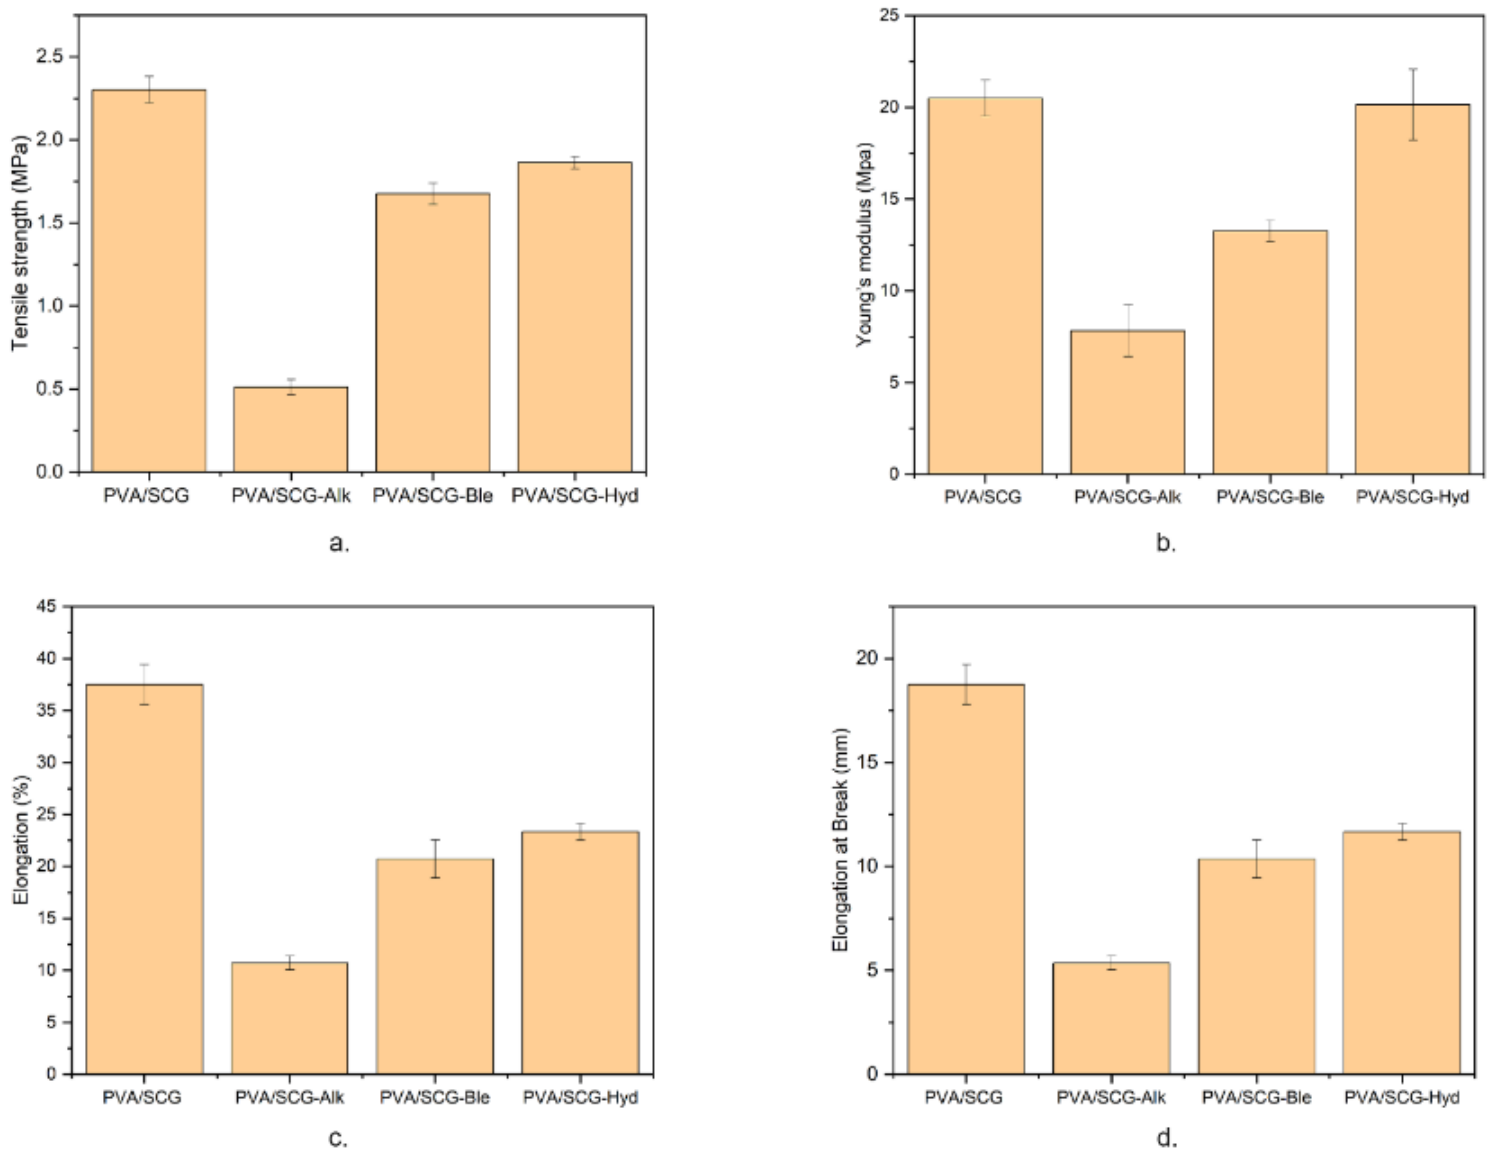 Tensile strength (MPa)
2.5
2.0
1.5
1.0
0.5
0.0
PVA/SCG PVA/SCG-Alk PVA/SCG-Ble PVA/SCG-Hyd
a.
Young's modulus (Mpa)
25
20
15
10
5
0
PVA/SCG PVA/SCG-Alk PVA/SCG-Ble PVA/SCG-Hyd
b.
Elongation (%)
45
40
35
30
25
20
15
10
5
0
PVA/SCG PVA/SCG-Alk PVA/SCG-Ble PVA/SCG-Hyd
c.
Elongation at Break (mm)
20
15
10
5
0
PVA/SCG PVA/SCG-Alk PVA/SCG-Ble PVA/SCG-Hyd
d.